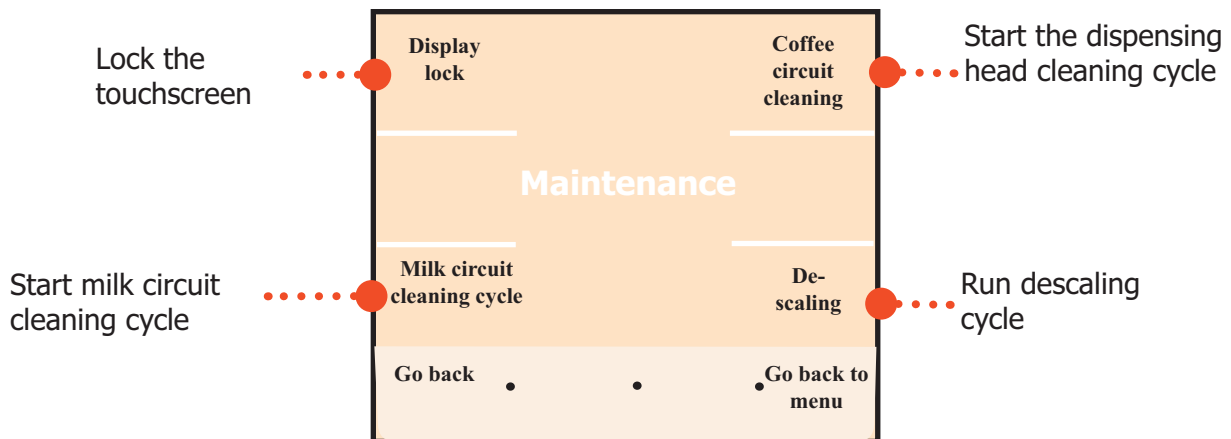 Lock the
touchscreen
Display
lock
Coffee
circuit
cleaning
Start the dispensing
head cleaning cycle
Maintenance
Start milk circuit
cleaning cycle
Milk circuit
cleaning cycle
De-
scaling
Run descaling
cycle
Go back
Go back to
menu